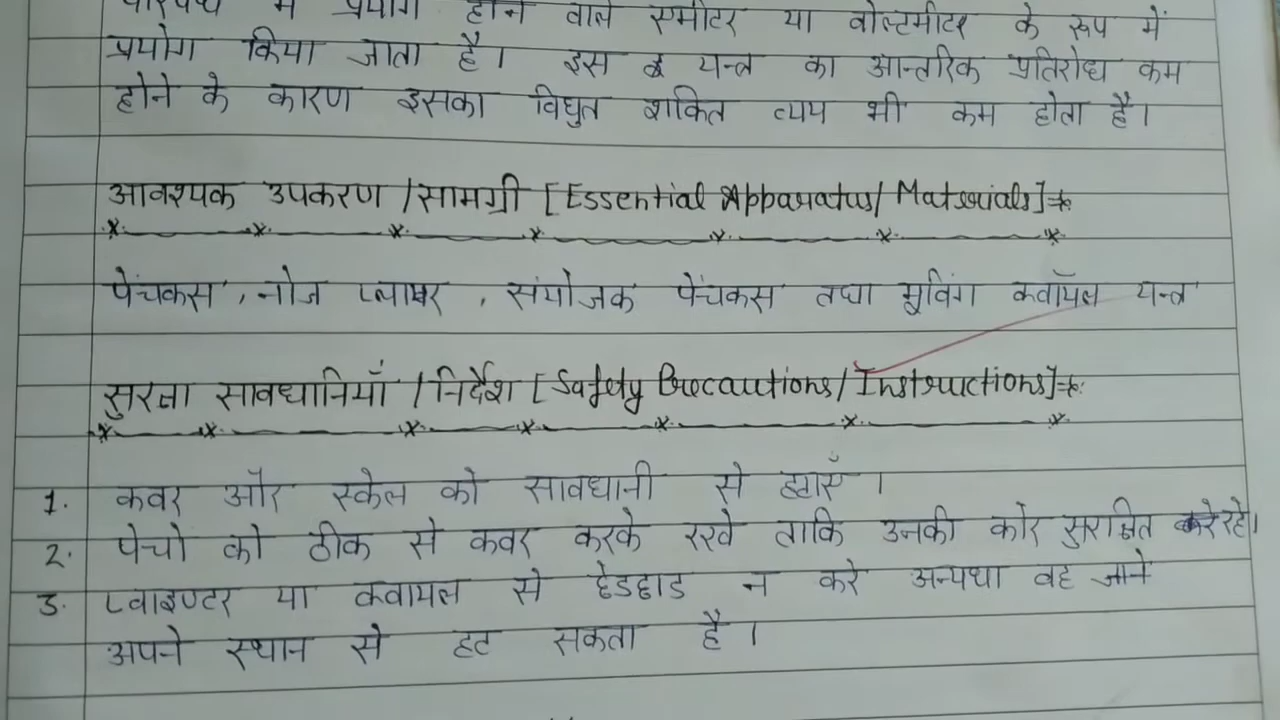 परिपथ में प्रयोग होने वाले एमीटर या वोल्टमीटर के रूप में
प्रयोग किया जाता है। इस यन्त्र का आन्तरिक प्रतिरोध कम
होने के कारण इसका विधुत शक्ति व्यय भी कम होता है।
आवश्यक उपकरण /सामग्री [Essential Apparatus/ Materials]→
पेंचकस, नोज प्लायर, संयोजक पेंचकस तथा मूविंग क्वॉयल यन्त्र
सुरक्षा सावधानियाँ /निर्देश [Safety Precautions/Instructions]→
1. कवर और स्केल को सावधानी से हटाएँ।
2. पेचो को ठीक से कवर करके रखे ताकि उनकी कोर सुरक्षित रहे।
3. प्वाइण्टर या क्वायल से छेडछाड न करे अन्यथा वह जाने
अपने स्थान से हट सकता है।